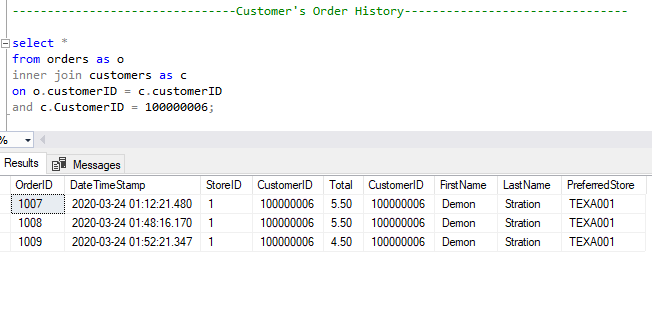 --------------------------------Customer's Order History--------------------------------
select *
from orders as o
inner join customers as c
on o.customerID = c.customerID
and c.CustomerID = 100000006;
%
Results Messages
OrderID DateTimeStamp StoreID CustomerID Total CustomerID FirstName LastName PreferredStore
1007 2020-03-24 01:12:21.480 1 100000006 5.50 100000006 Demon Stration TEXA001
1008 2020-03-24 01:48:16.170 1 100000006 5.50 100000006 Demon Stration TEXA001
1009 2020-03-24 01:52:21.347 1 100000006 4.50 100000006 Demon Stration TEXA001